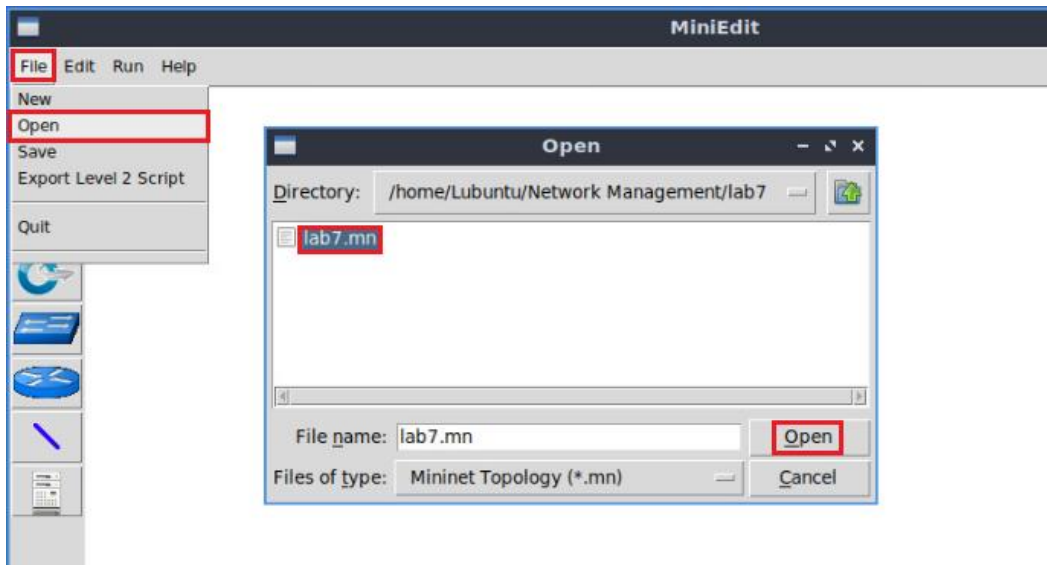 MiniEdit
File Edit Run Help
New
Open
Save
Export Level 2 Script
Quit
Open
Directory: /home/Lubuntu/Network Management/lab7
lab7.mn
File name: lab7.mn
Open
Files of type: Mininet Topology (*.mn)
Cancel